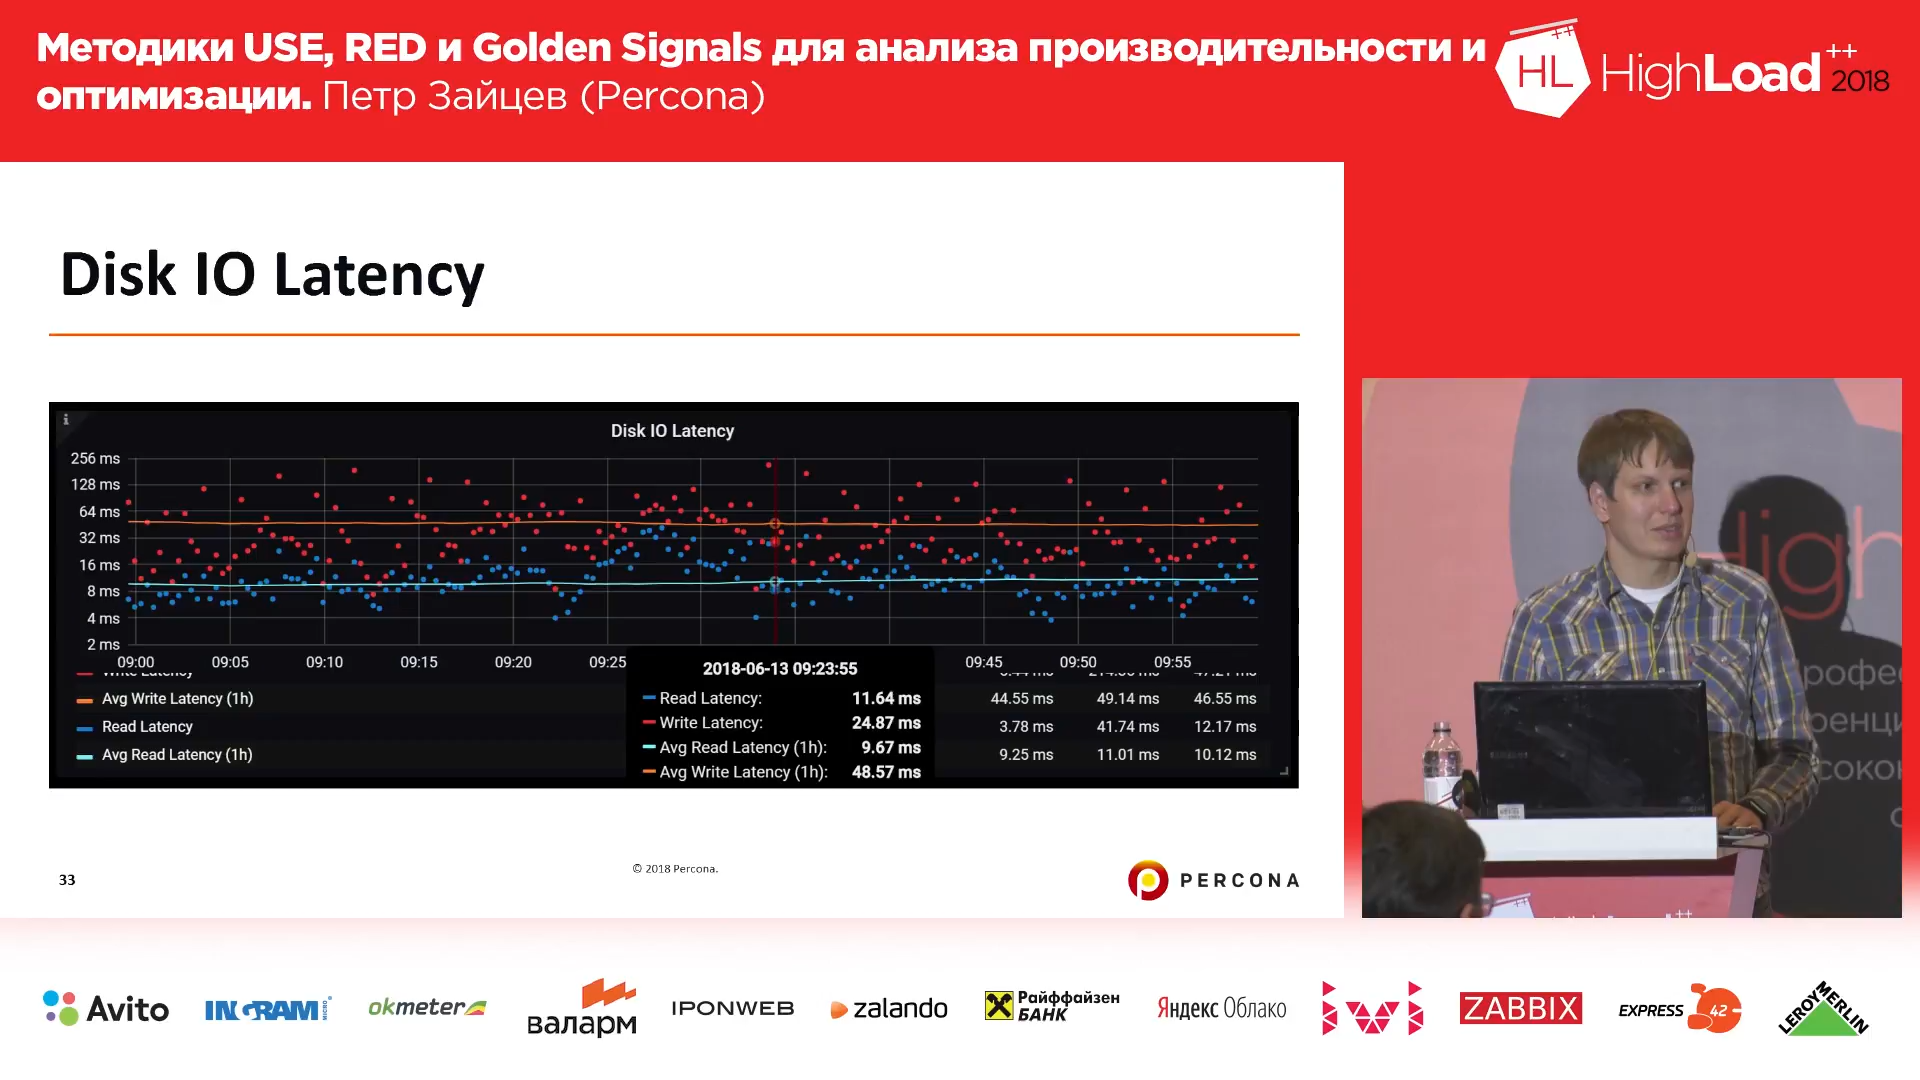 Методики USE, RED и Golden Signals для анализа производительности и
оптимизации. Петр Зайцев (Percona)
HL HighLoad++ 2018
Disk IO Latency
Disk IO Latency
256 ms
128 ms
64 ms
32 ms
16 ms
8 ms
4 ms
2 ms
09:00 09:05 09:10 09:15 09:20 09:25 09:45 09:50 09:55
2018-06-13 09:23:55
Read Latency: 11.64 ms
Write Latency: 24.87 ms
Avg Read Latency (1h): 9.67 ms
Avg Write Latency (1h): 48.57 ms
Write Latency
Avg Write Latency (1h) 44.55 ms 49.14 ms 46.55 ms
Read Latency 3.78 ms 41.74 ms 12.17 ms
Avg Read Latency (1h) 9.25 ms 11.01 ms 10.12 ms
33
© 2018 Percona.
PERCONA
High
Avito
INGRAM MICRO
okmeter
валарм
IPONWEB
zalando
Райффайзен
БАНК
Яндекс Облако
ivi
ZABBIX
EXPRESS 42
LEROY MERLIN